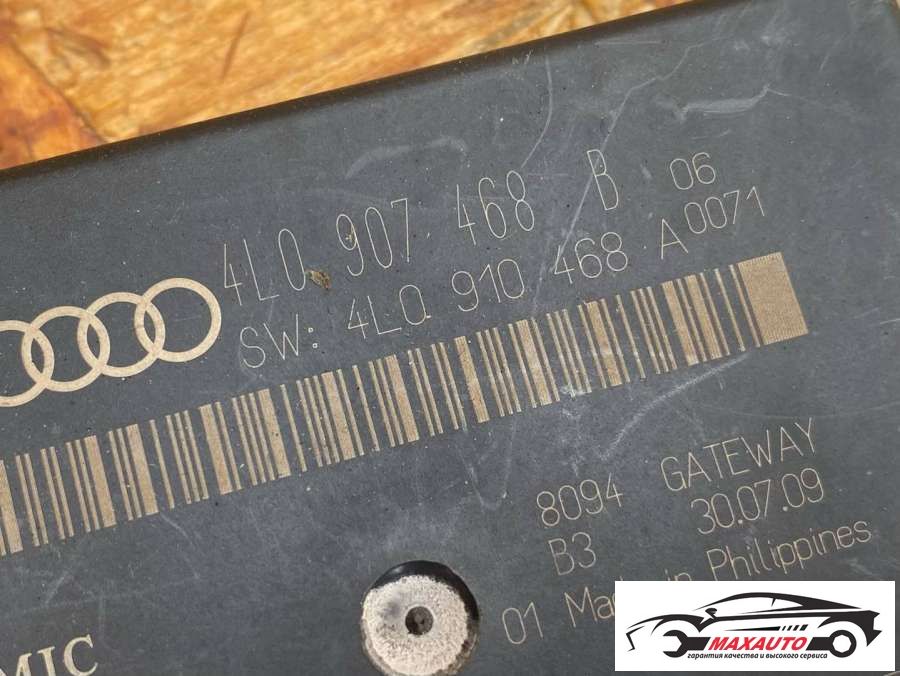 4L0 907 468 B 06
SW: 4L0 910 468 A 0071
8094 GATEWAY
B3 30.07.09
01 Made in Philippines
MIC
MAXAUTO
гарантия качества и высокого сервиса